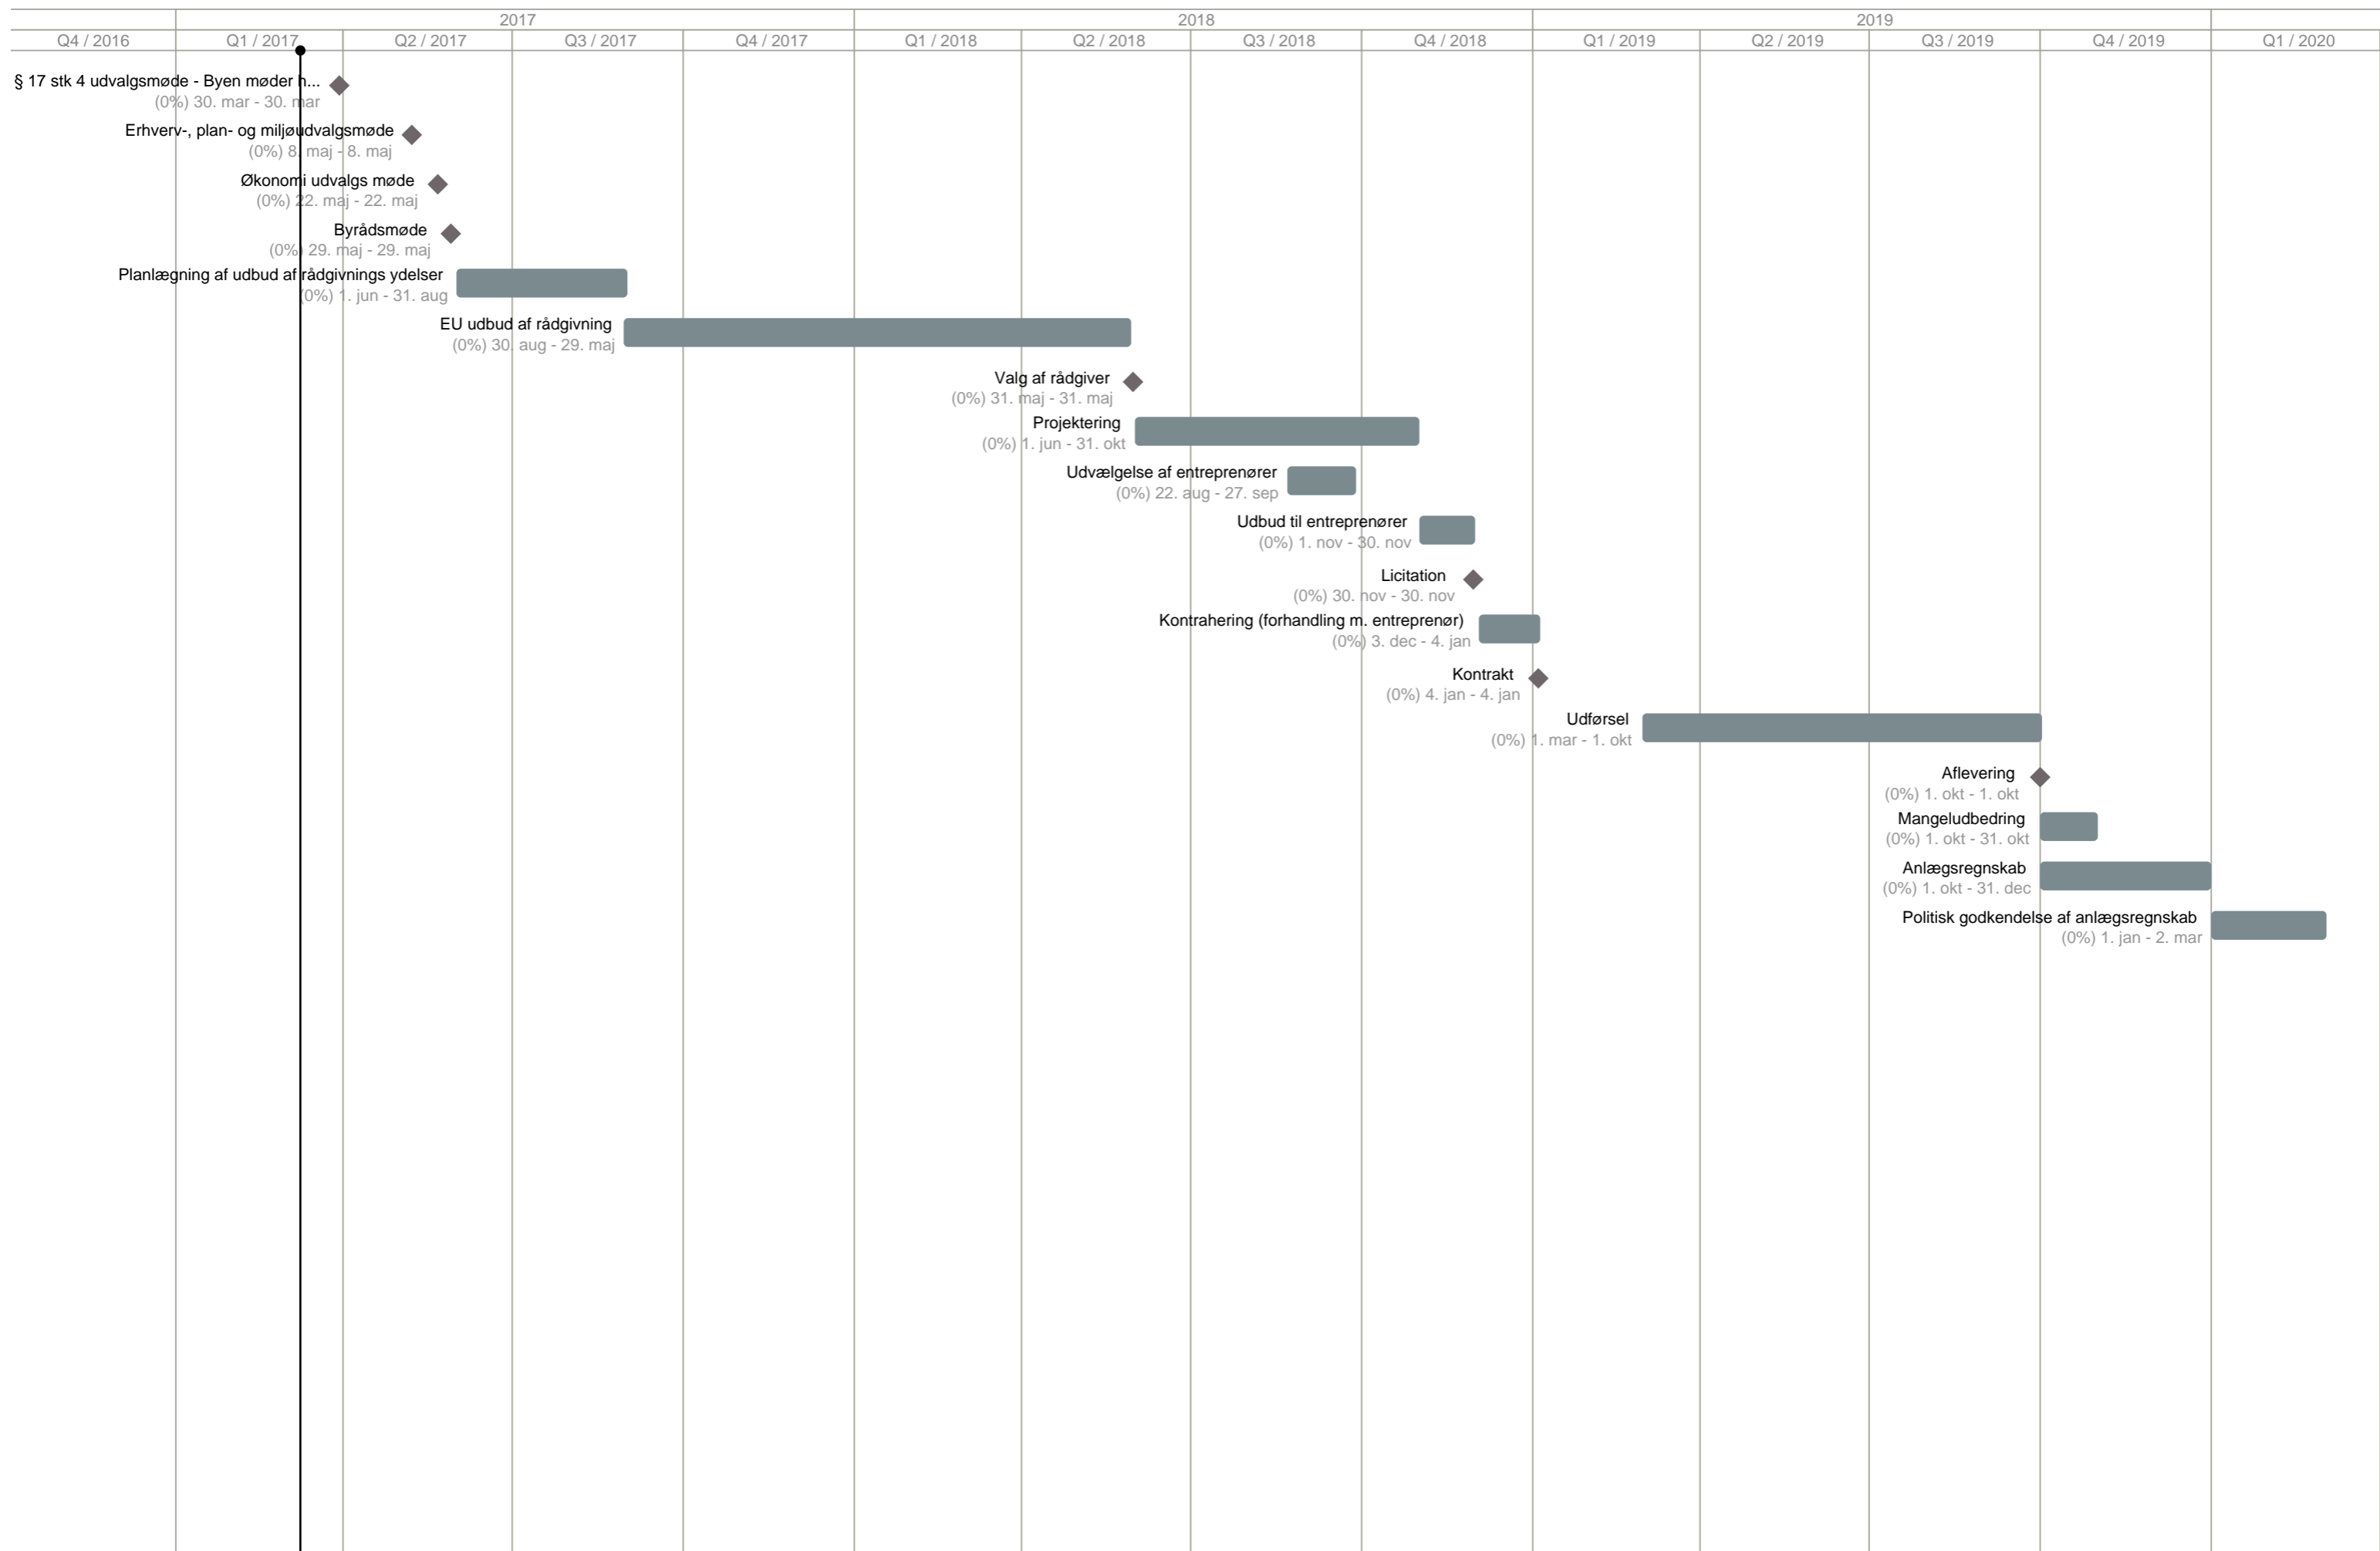 2017 2018 2019
Q4 / 2016 Q1 / 2017 Q2 / 2017 Q3 / 2017 Q4 / 2017 Q1 / 2018 Q2 / 2018 Q3 / 2018 Q4 / 2018 Q1 / 2019 Q2 / 2019 Q3 / 2019 Q4 / 2019 Q1 / 2020
§ 17 stk 4 udvalgsmøde - Byen møder h...
(0%) 30. mar - 30. mar
Erhverv-, plan- og miljøudvalgsmøde
(0%) 8. maj - 8. maj
Økonomi udvalgs møde
(0%) 22. maj - 22. maj
Byrådsmøde
(0%) 29. maj - 29. maj
Planlægning af udbud af rådgivnings ydelser
(0%) 1. jun - 31. aug
EU udbud af rådgivning
(0%) 30. aug - 29. maj
Valg af rådgiver
(0%) 31. maj - 31. maj
Projektering
(0%) 1. jun - 31. okt
Udvælgelse af entreprenører
(0%) 22. aug - 27. sep
Udbud til entreprenører
(0%) 1. nov - 30. nov
Licitation
(0%) 30. nov - 30. nov
Kontrahering (forhandling m. entreprenør)
(0%) 3. dec - 4. jan
Kontrakt
(0%) 4. jan - 4. jan
Udførsel
(0%) 1. mar - 1. okt
Aflevering
(0%) 1. okt - 1. okt
Mangeludbedring
(0%) 1. okt - 31. okt
Anlægsregnskab
(0%) 1. okt - 31. dec
Politisk godkendelse af anlægsregnskab
(0%) 1. jan - 2. mar